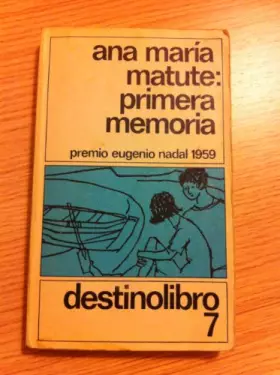 ana maría
matute:
primera
memoria
premio eugenio nadal 1959
destinolibro
7